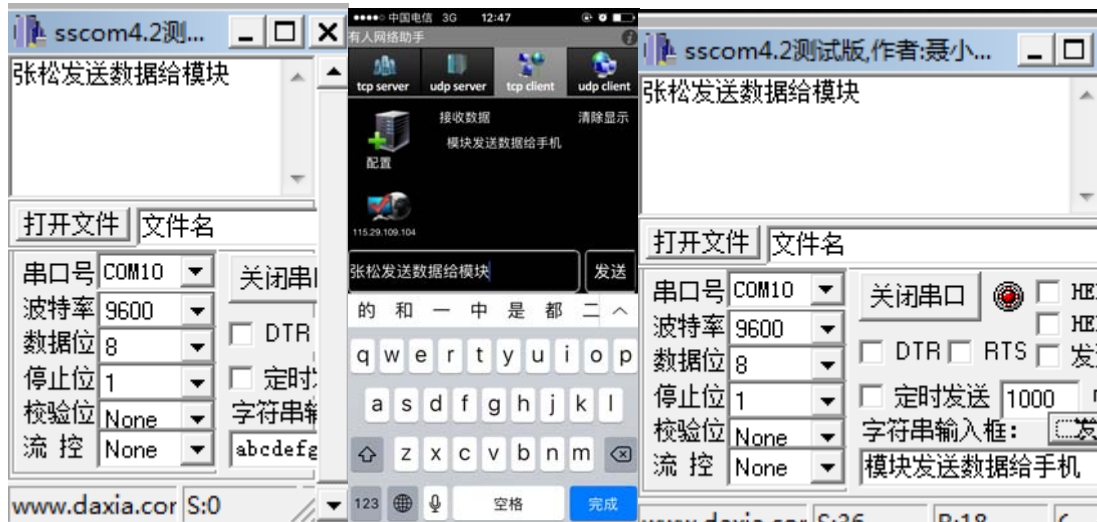 sscom4.2测...
张松发送数据给模块
打开文件 文件名
串口号 COM10 关闭串
波特率 9600
数据位 8 DTR
停止位 1 定时
校验位 None 字符串输
流 控 None abcdefg
www.daxia.cor S:0
中国电信 3G 12:47
有人网络助手
tcp server udp server tcp client udp client
接收数据 清除显示
模块发送数据给手机
配置
115.29.109.104
张松发送数据给模块 发送
的 和 一 中 是 都 二
q w e r t y u i o p
a s d f g h j k l
z x c v b n m
123 空格 完成
sscom4.2测试版,作者:聂小...
张松发送数据给模块
打开文件 文件名
串口号 COM10 关闭串口 HE
波特率 9600 HE
数据位 8 DTR RTS 发
停止位 1 定时发送 1000
校验位 None 字符串输入框: 发
流 控 None 模块发送数据给手机